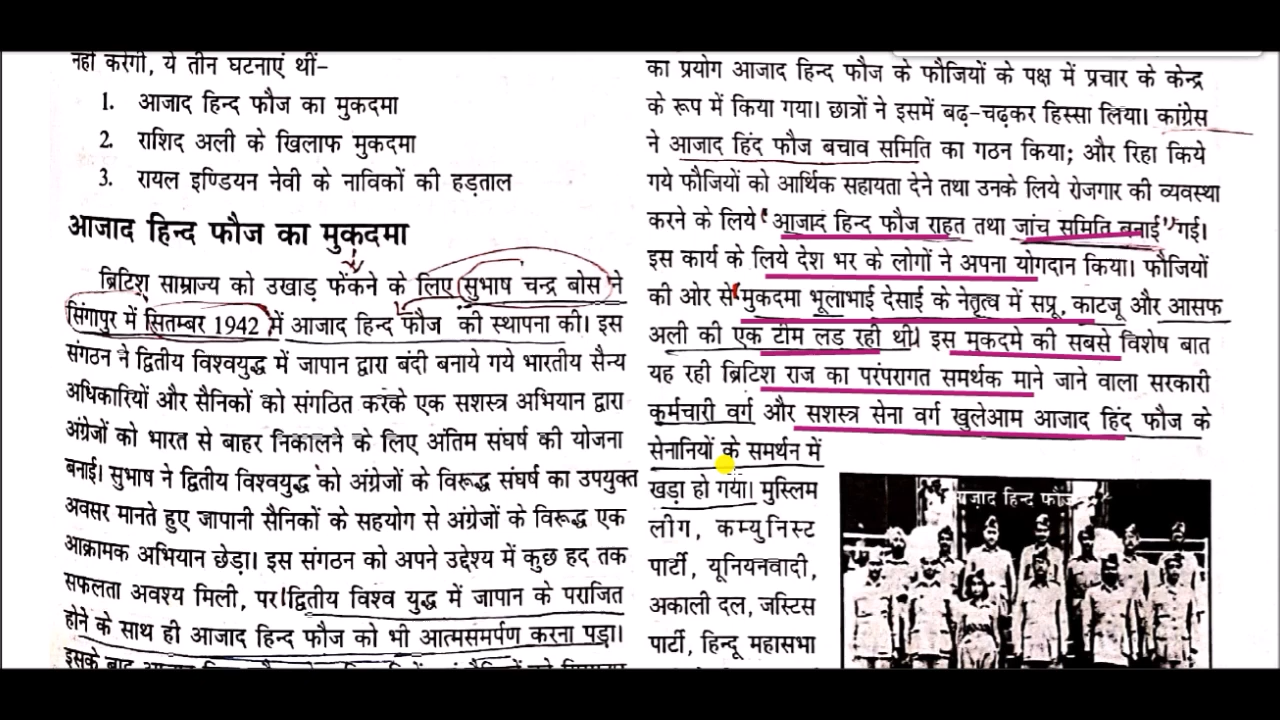 नहीं करेगी, ये तीन घटनाएं थीं-
1. आजाद हिन्द फौज का मुकदमा
2. राशिद अली के खिलाफ मुकदमा
3. रायल इण्डियन नेवी के नाविकों की हड़ताल
आजाद हिन्द फौज का मुकदमा
ब्रिटिश साम्राज्य को उखाड़ फेंकने के लिए सुभाष चन्द्र बोस ने
सिंगापुर में सितम्बर 1942 में आजाद हिन्द फौज की स्थापना की। इस
संगठन ने द्वितीय विश्वयुद्ध में जापान द्वारा बंदी बनाये गये भारतीय सैन्य
अधिकारियों और सैनिकों को संगठित करके एक सशस्त्र अभियान द्वारा
अंग्रेजों को भारत से बाहर निकालने के लिए अंतिम संघर्ष की योजना
बनाई। सुभाष ने द्वितीय विश्वयुद्ध को अंग्रेजों के विरूद्ध संघर्ष का उपयुक्त
अवसर मानते हुए जापानी सैनिकों के सहयोग से अंग्रेजों के विरूद्ध एक
आक्रामक अभियान छेड़ा। इस संगठन को अपने उद्देश्य में कुछ हद तक
सफलता अवश्य मिली, पर द्वितीय विश्व युद्ध में जापान के पराजित
होने के साथ ही आजाद हिन्द फौज को भी आत्मसमर्पण करना पड़ा।
इसके बाद
का प्रयोग आजाद हिन्द फौज के फौजियों के पक्ष में प्रचार के केन्द्र
के रूप में किया गया। छात्रों ने इसमें बढ़-चढ़कर हिस्सा लिया। कांग्रेस
ने आजाद हिंद फौज बचाव समिति का गठन किया; और रिहा किये
गये फौजियों को आर्थिक सहायता देने तथा उनके लिये रोजगार की व्यवस्था
करने के लिये आजाद हिन्द फौज राहत तथा जांच समिति बनाई गई।
इस कार्य के लिये देश भर के लोगों ने अपना योगदान किया। फौजियों
की ओर से मुकदमा भूलाभाई देसाई के नेतृत्व में सप्रू, काटजू और आसफ
अली की एक टीम लड़ रही थी। इस मुकदमे की सबसे विशेष बात
यह रही ब्रिटिश राज का परंपरागत समर्थक माने जाने वाला सरकारी
कर्मचारी वर्ग और सशस्त्र सेना वर्ग खुलेआम आजाद हिंद फौज के
सेनानियों के समर्थन में
खड़ा हो गया। मुस्लिम
लीग, कम्युनिस्ट
पार्टी, यूनियनवादी,
अकाली दल, जस्टिस
पार्टी, हिन्दू महासभा
आज़ाद हिन्द फौज